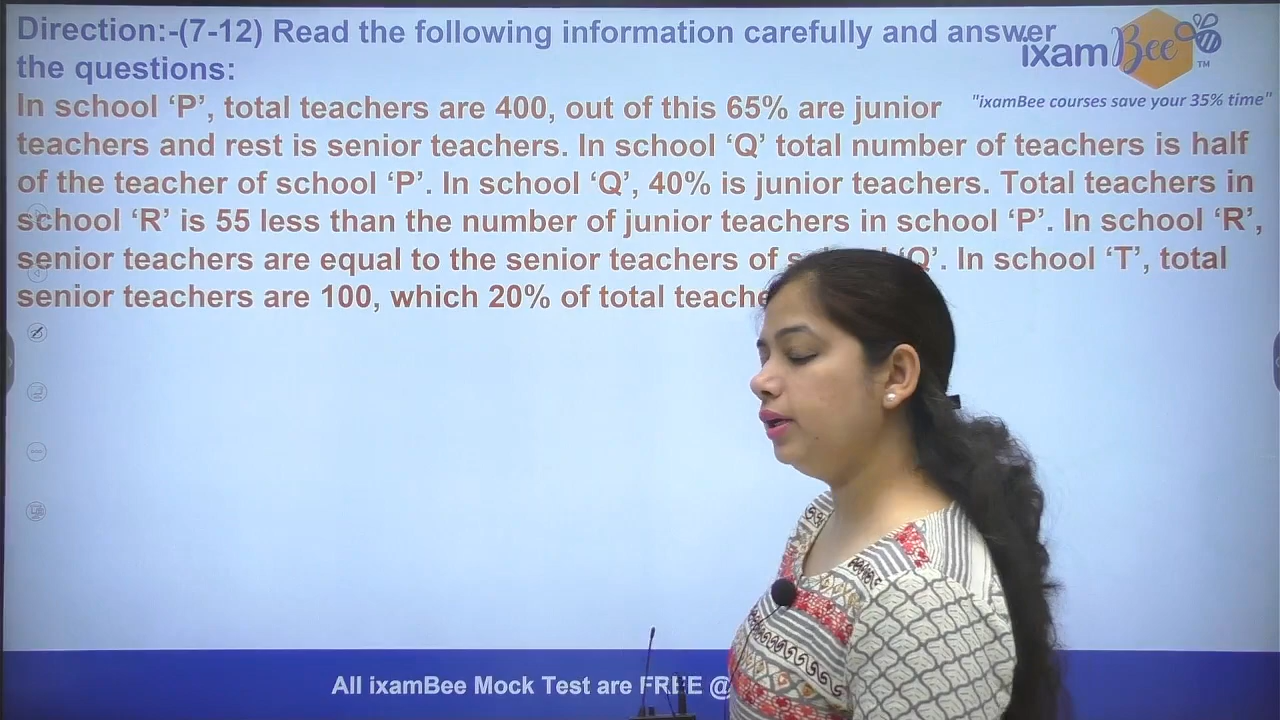 Direction:-(7-12) Read the following information carefully and answer
the questions:
ixamBee TM
"ixamBee courses save your 35% time"
In school ‘P’, total teachers are 400, out of this 65% are junior
teachers and rest is senior teachers. In school ‘Q’ total number of teachers is half
of the teacher of school ‘P’. In school ‘Q’, 40% is junior teachers. Total teachers in
school ‘R’ is 55 less than the number of junior teachers in school ‘P’. In school ‘R’,
senior teachers are equal to the senior teachers of ‘Q’. In school ‘T’, total
senior teachers are 100, which 20% of total
All ixamBee Mock Test are FREE @